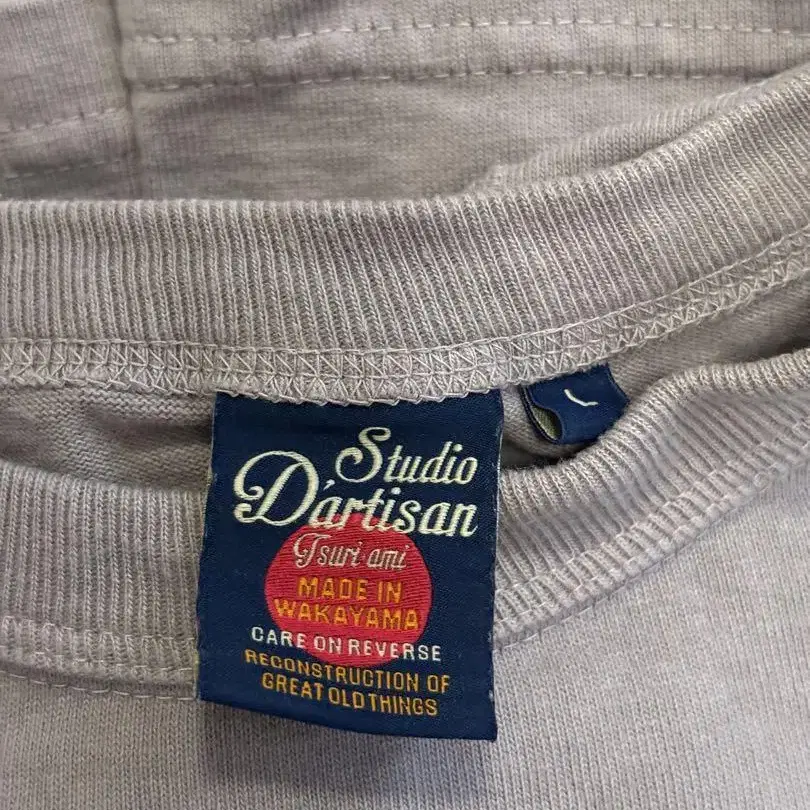 Studio
D'artisan
Tsuri-ami
MADE IN
WAKAYAMA
CARE ON REVERSE
RECONSTRUCTION OF
GREAT OLD THINGS
L